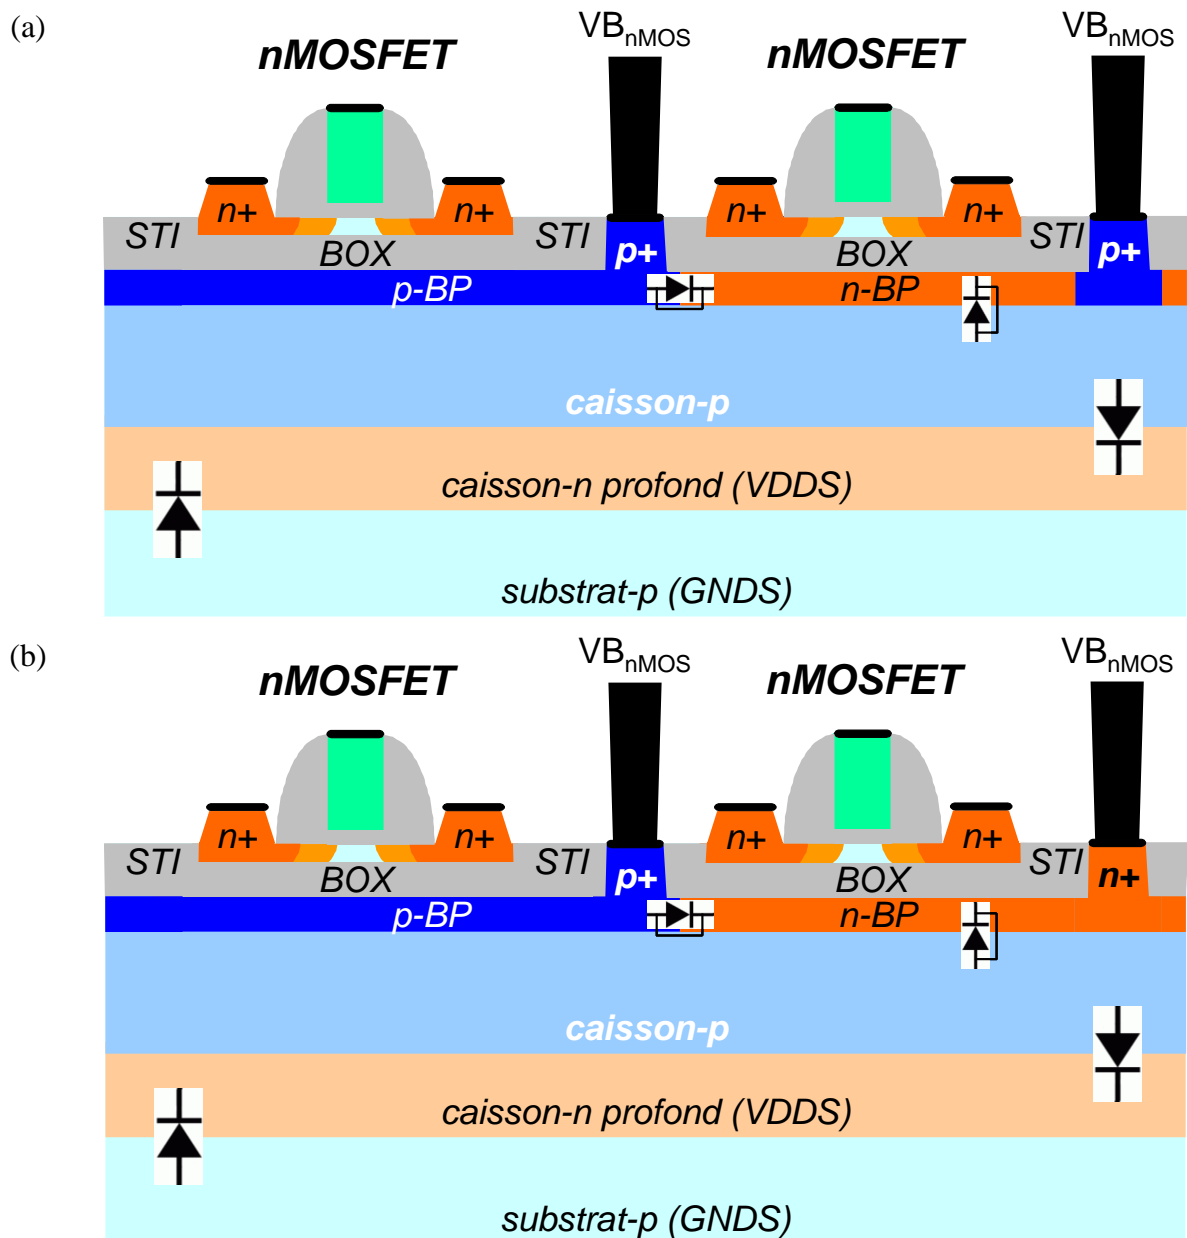 (a)
VBnMOS VBnMOS
nMOSFET nMOSFET
n+ n+ n+ n+
STI BOX STI p+ BOX STI p+
p-BP n-BP
caisson-p
caisson-n profond (VDDS)
substrat-p (GNDS)
(b)
VBnMOS VBnMOS
nMOSFET nMOSFET
n+ n+ n+ n+
STI BOX STI p+ BOX STI n+
p-BP n-BP
caisson-p
caisson-n profond (VDDS)
substrat-p (GNDS)